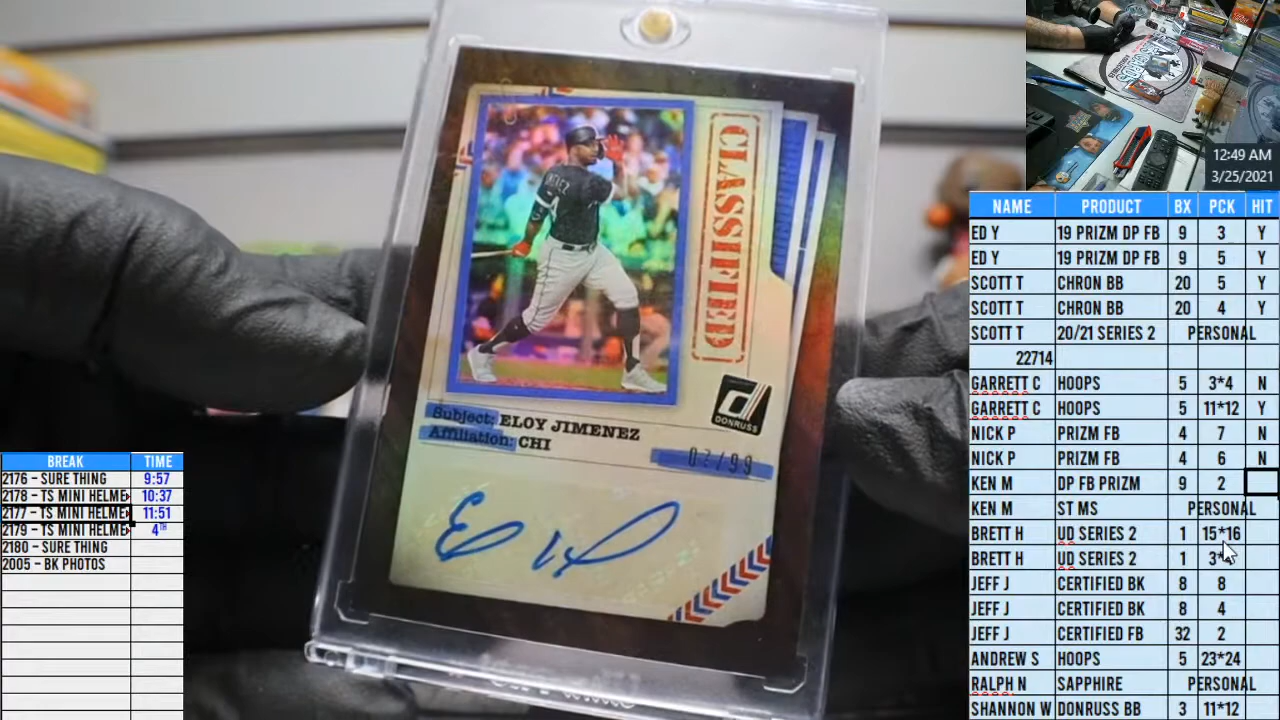 CLASSIFIED
DONRUSS
Subject: ELOY JIMENEZ
Affiliation: CHI
07/99
12:49 AM
3/25/2021
NAME PRODUCT BX PCK HIT
ED Y 19 PRIZM DP FB 9 3 Y
ED Y 19 PRIZM DP FB 9 5 Y
SCOTT T CHRON BB 20 5 Y
SCOTT T CHRON BB 20 4 Y
SCOTT T 20/21 SERIES 2 PERSONAL
22714
GARRETT C HOOPS 5 3*4 N
GARRETT C HOOPS 5 11*12 Y
NICK P PRIZM FB 4 7 N
NICK P PRIZM FB 4 6 N
KEN M DP FB PRIZM 9 2
KEN M ST MS PERSONAL
BRETT H UD SERIES 2 1 15*16
BRETT H UD SERIES 2 1 3*4
JEFF J CERTIFIED BK 8 8
JEFF J CERTIFIED BK 8 4
JEFF J CERTIFIED FB 32 2
ANDREW S HOOPS 5 23*24
RALPH N SAPPHIRE PERSONAL
SHANNON W DONRUSS BB 3 11*12
BREAK TIME
2176 – SURE THING 9:57
2178 – TS MINI HELME 10:37
2177 – TS MINI HELME 11:51
2179 – TS MINI HELME 4TH
2180 – SURE THING
2005 – BK PHOTOS